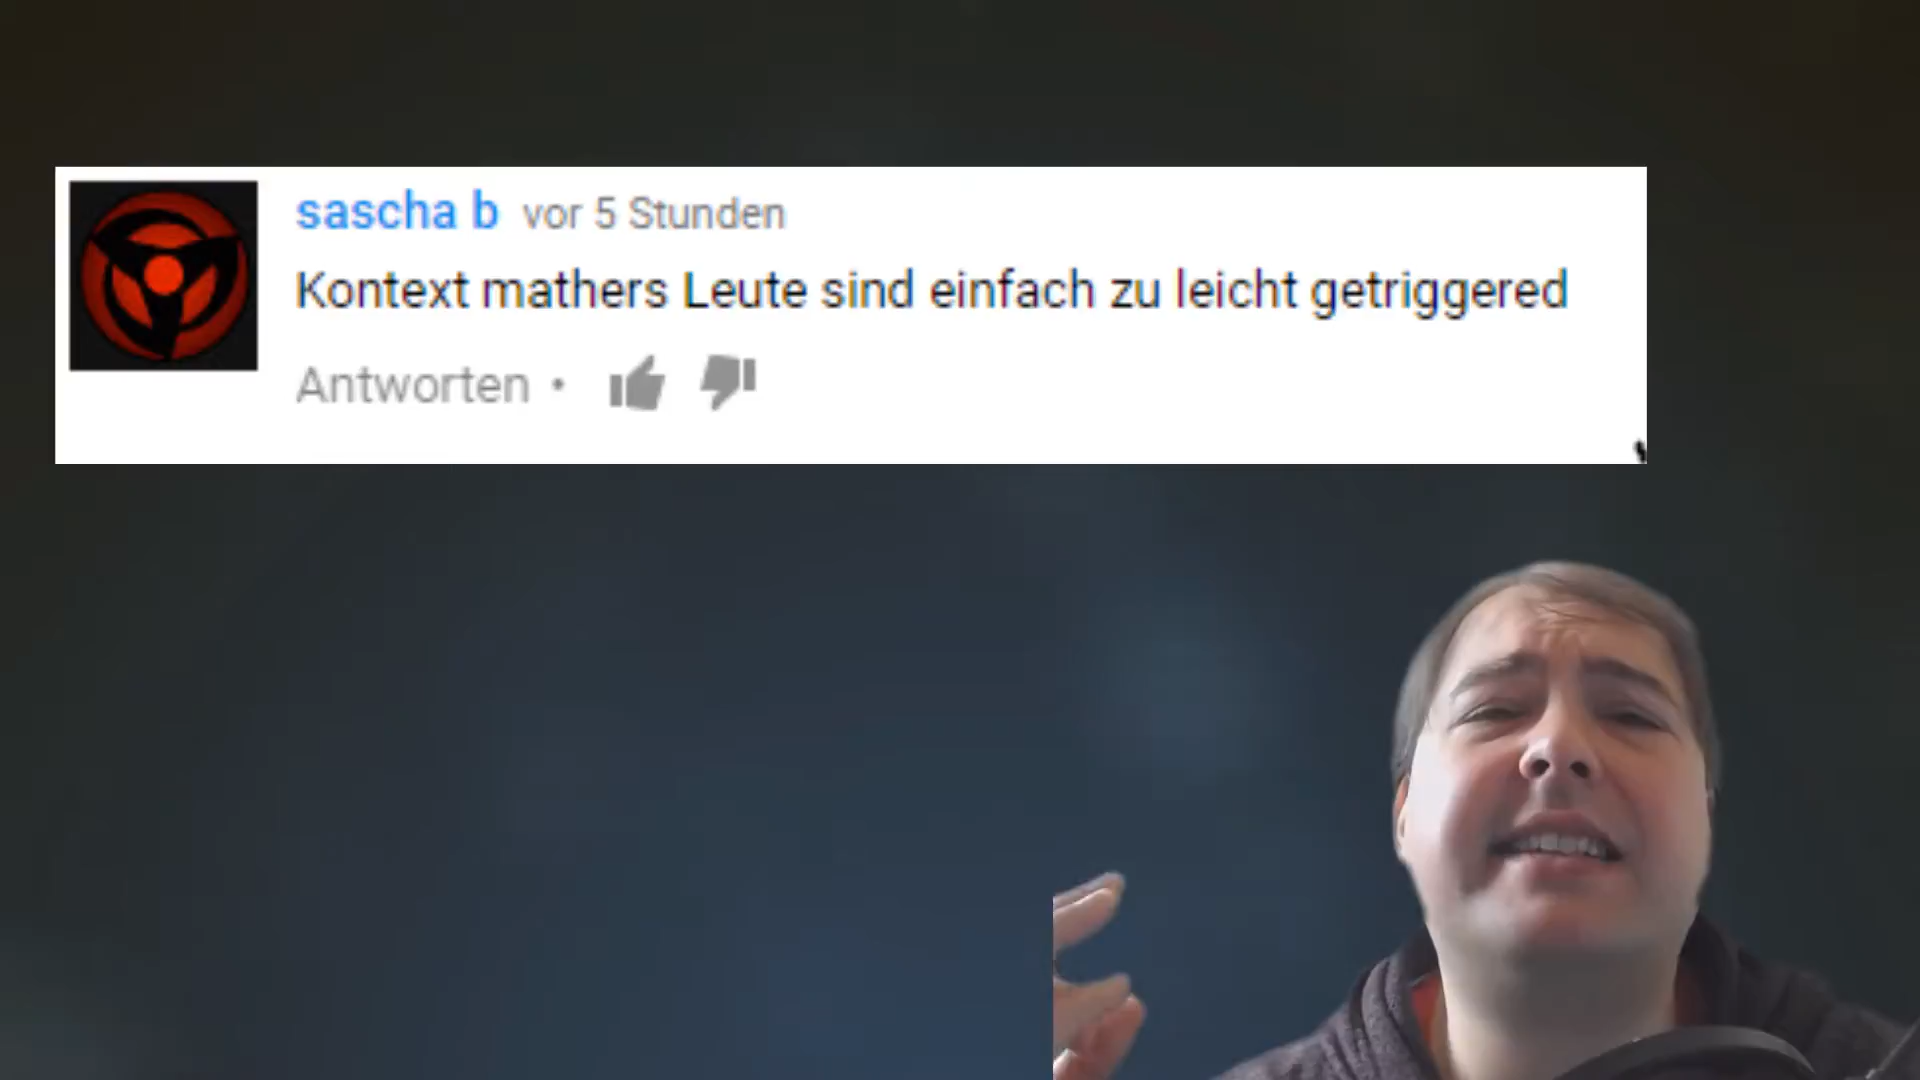 sascha b vor 5 Stunden
Kontext mathers Leute sind einfach zu leicht getriggered
Antworten •